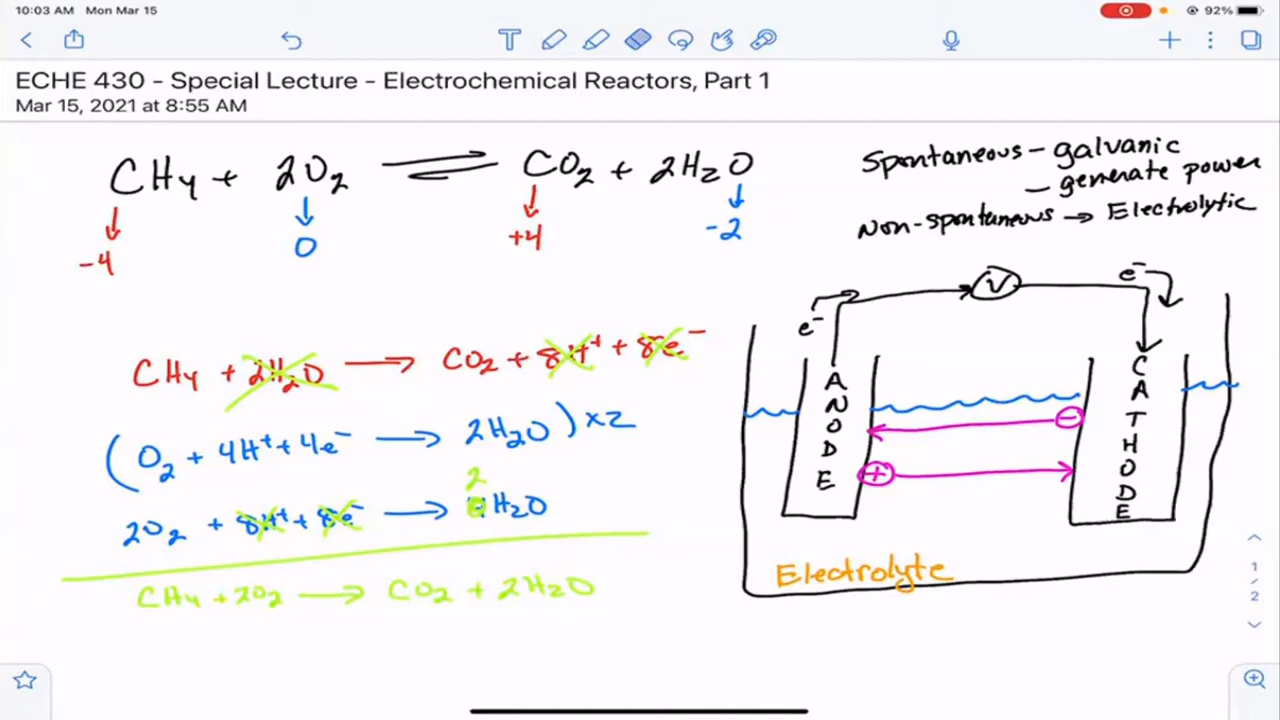 10:03 AM Mon Mar 15
92%
ECHE 430 - Special Lecture - Electrochemical Reactors, Part 1
Mar 15, 2021 at 8:55 AM
CH₄ + 2O₂ ⇌ CO₂ + 2H₂O
-4 0 +4 -2
Spontaneous - galvanic
- generate power
Non-spontaneous → Electrolytic
CH₄ + 2H₂O → CO₂ + 8H⁺ + 8e⁻
(O₂ + 4H⁺ + 4e⁻ → 2H₂O) x2
2
2O₂ + 8H⁺ + 8e⁻ → 4H₂O
CH₄ + 2O₂ → CO₂ + 2H₂O
e⁻ V e⁻
ANODE
- +
CATHODE
Electrolyte
1
/
2